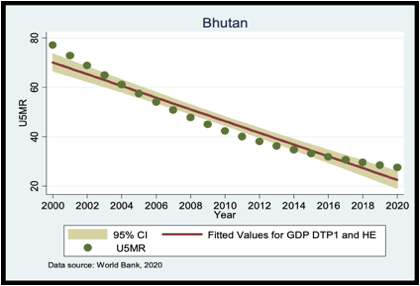 Bhutan
80
60
40
20
U5MR
2000 2002 2004 2006 2008 2010 2012 2014 2016 2018 2020
Year
95% CI Fitted Values for GDP DTP1 and HE
U5MR
Data source: World Bank, 2020